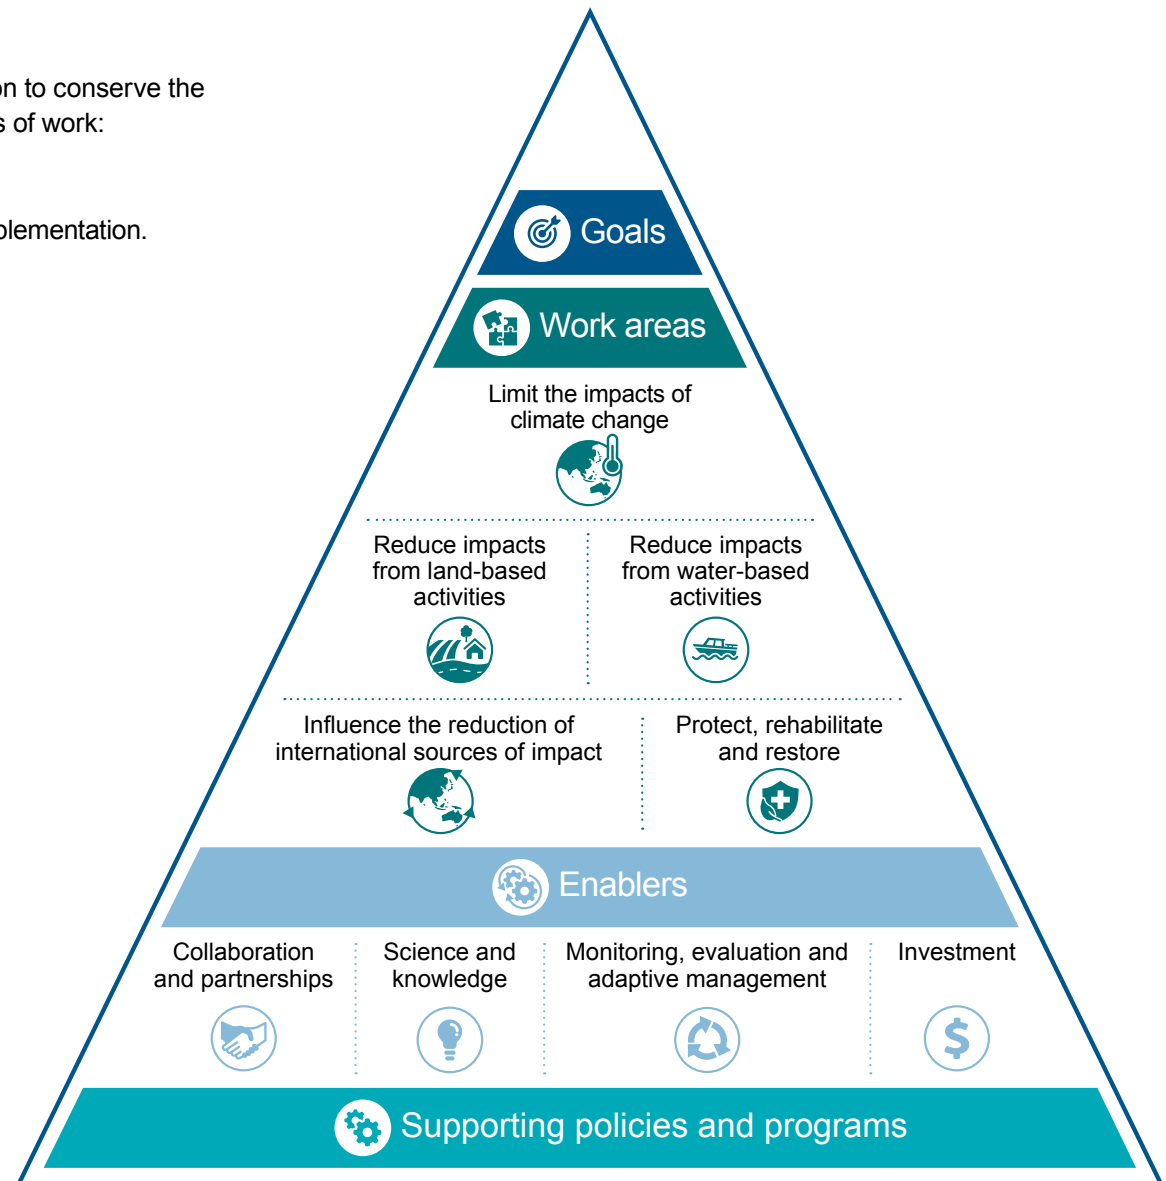 on to conserve the
s of work:
plementation.
Goals
Work areas
Limit the impacts of
climate change
Reduce impacts
from land-based
activities
Reduce impacts
from water-based
activities
Influence the reduction of
international sources of impact
Protect, rehabilitate
and restore
Enablers
Collaboration
and partnerships
Science and
knowledge
Monitoring, evaluation and
adaptive management
Investment
$
Supporting policies and programs